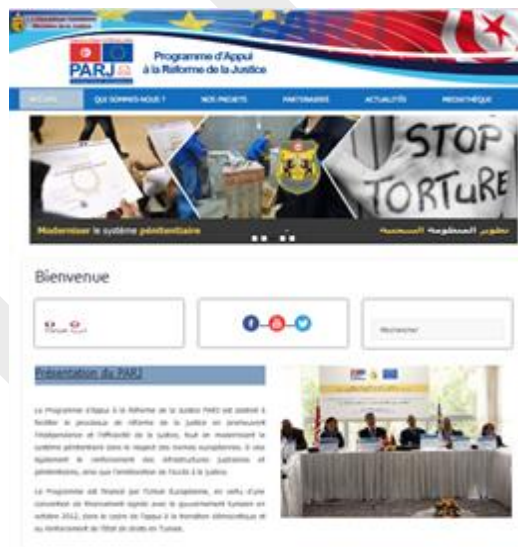 Programme d'Appui
à la Réforme de la Justice
PARJ
ACCUEIL QUI SOMMES-NOUS ? NOS PROJETS PARTENAIRES ACTUALITÉS MEDIATHÈQUE
STOP
TORTURE
Moderniser le système pénitentiaire
تطوير المنظومة السجنية
Bienvenue
Rechercher
Présentation du PARJ
Le Programme d'Appui à la Réforme de la Justice PARJ est destiné à
faciliter le processus de réforme de la justice en promouvant
l'indépendance et l'efficacité de la justice, tout en modernisant le
système pénitentiaire dans le respect des normes européennes. Il vise
également le renforcement des infrastructures judiciaires et
pénitentiaires, ainsi que l'amélioration de l'accès à la justice.
Le Programme est financé par l'Union Européenne, en vertu d'une
convention de financement signée avec le gouvernement tunisien en
octobre 2012, dans le cadre de l'appui à la transition démocratique et
au renforcement de l'État de droits en Tunisie.